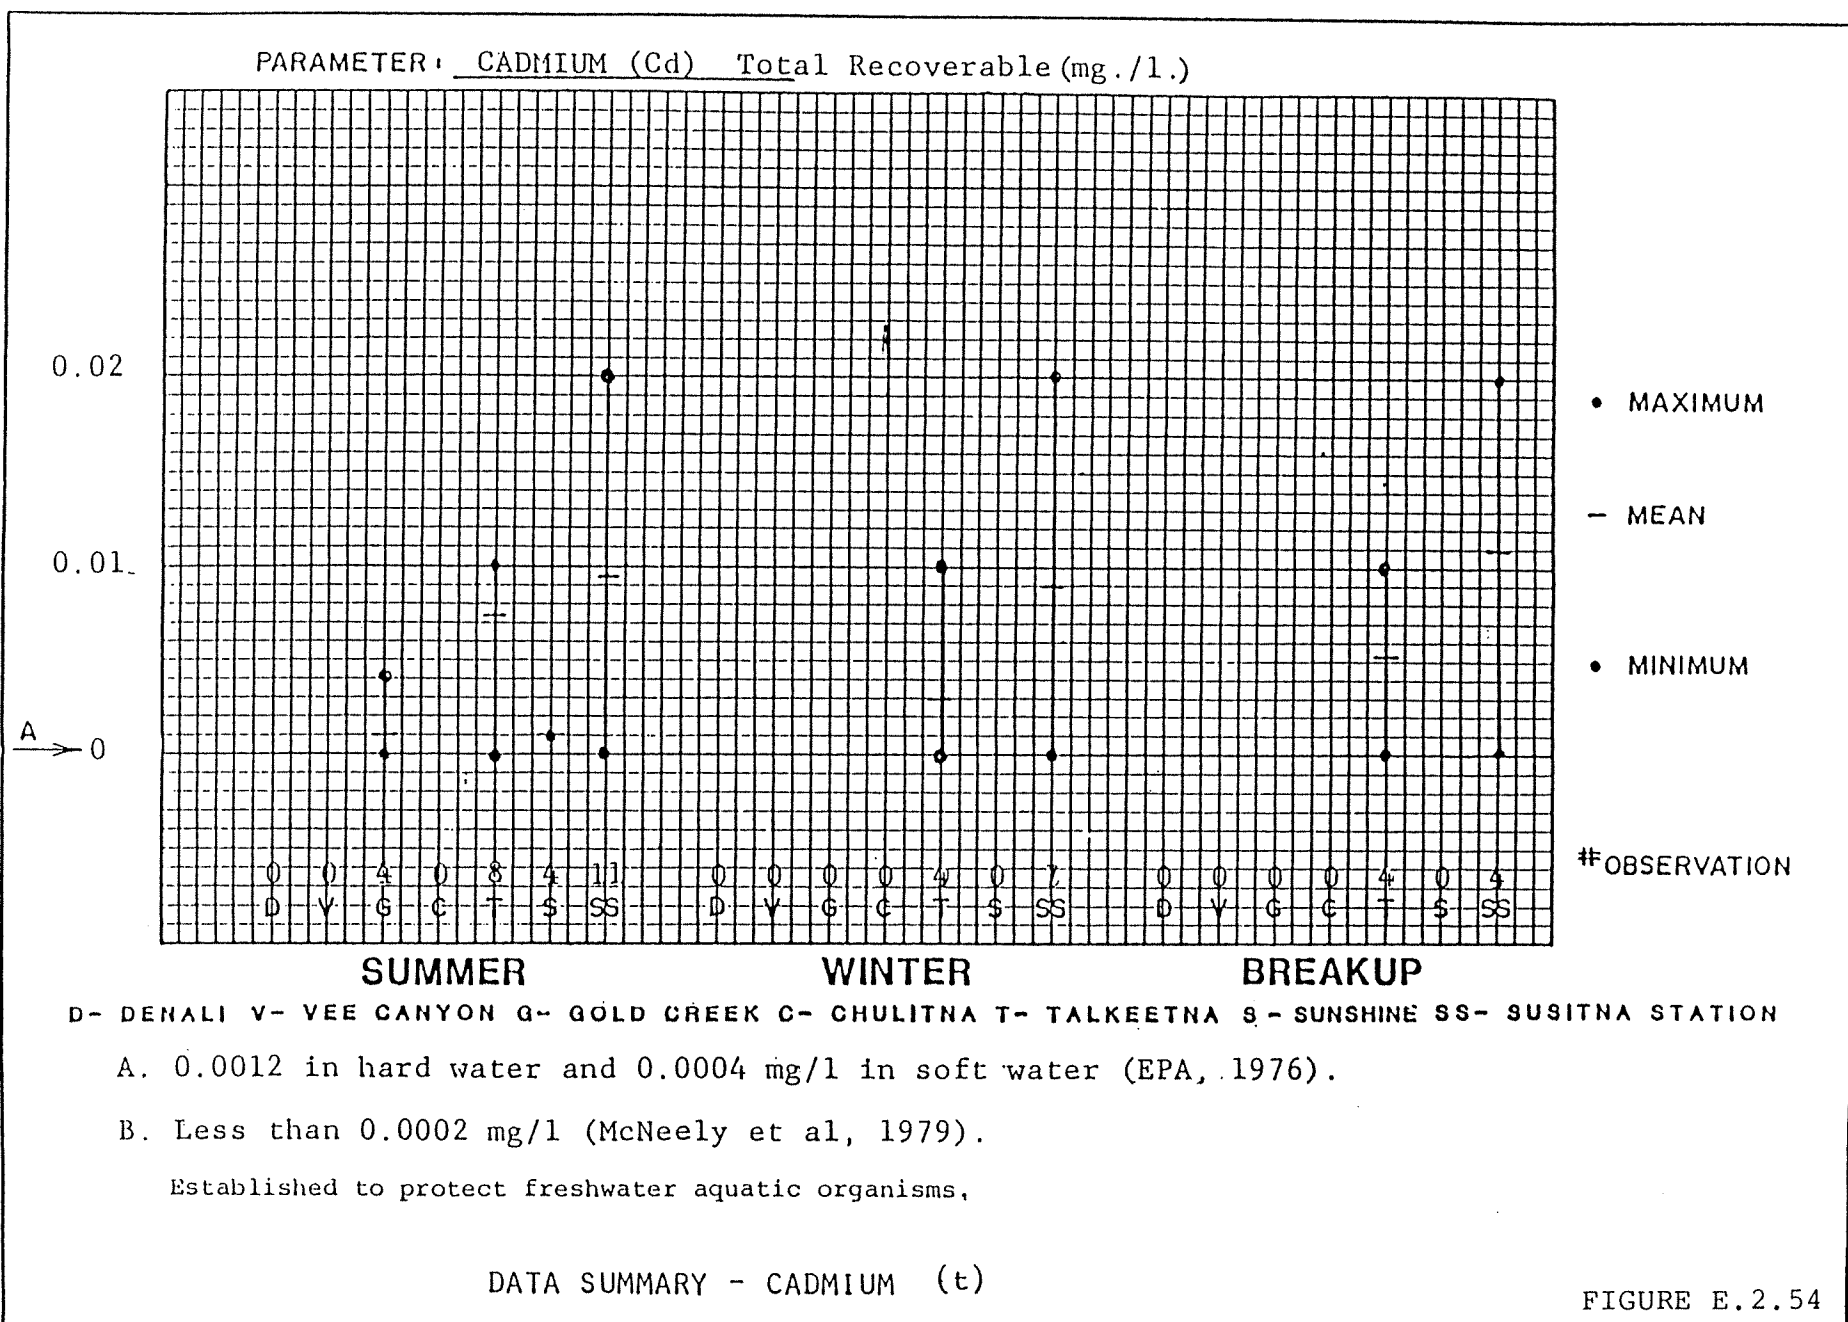 PARAMETER: CADMIUM (Cd) Total Recoverable (mg./l.)
0.02
• MAXIMUM
— MEAN
0.01
• MINIMUM
A
0
0 0 4 0 8 4 11 0 0 0 0 4 0 7 0 0 0 0 4 0 4
# OBSERVATION
D V G C T S SS D V G C T S SS D V G C T S SS
SUMMER WINTER BREAKUP
D- DENALI V- VEE CANYON G- GOLD CREEK C- CHULITNA T- TALKEETNA S - SUNSHINE SS- SUSITNA STATION
A. 0.0012 in hard water and 0.0004 mg/l in soft water (EPA, 1976).
B. Less than 0.0002 mg/l (McNeely et al, 1979).
Established to protect freshwater aquatic organisms,
DATA SUMMARY - CADMIUM (t)
FIGURE E.2.54